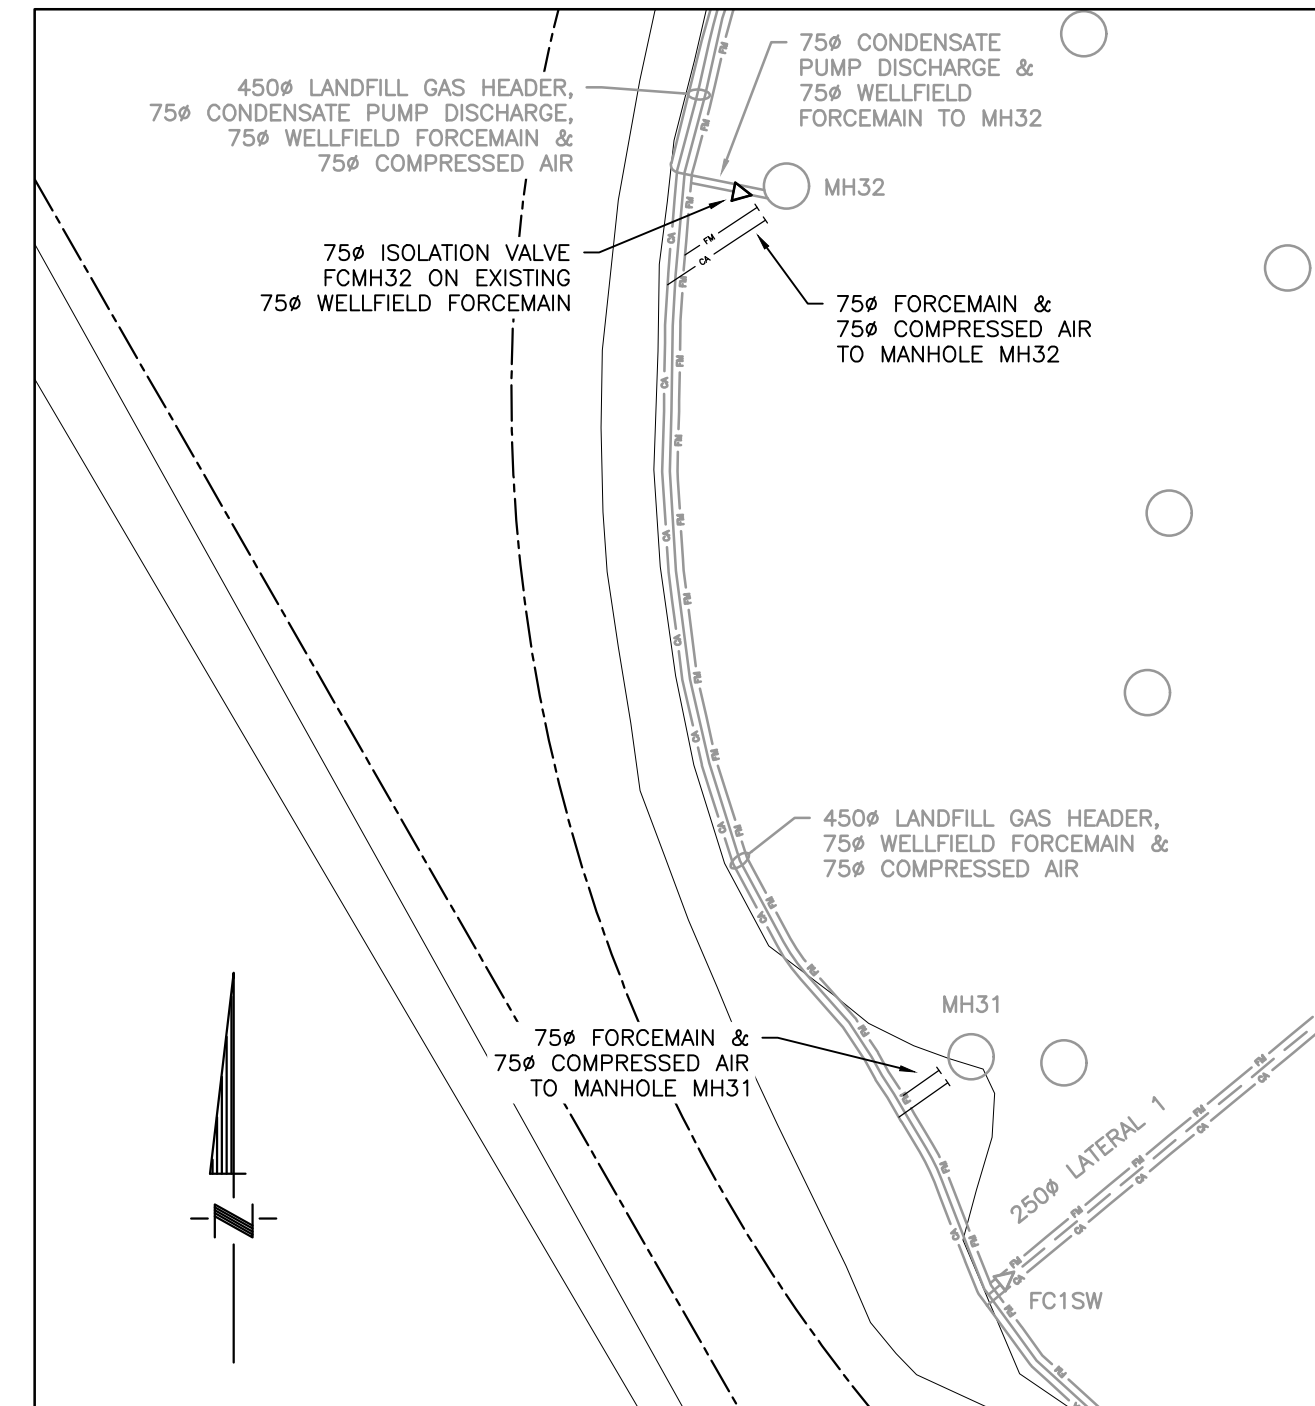 75ø CONDENSATE
PUMP DISCHARGE &
75ø WELLFIELD
FORCEMAIN TO MH32
450ø LANDFILL GAS HEADER,
75ø CONDENSATE PUMP DISCHARGE,
75ø WELLFIELD FORCEMAIN &
75ø COMPRESSED AIR
MH32
75ø ISOLATION VALVE
FCMH32 ON EXISTING
75ø WELLFIELD FORCEMAIN
75ø FORCEMAIN &
75ø COMPRESSED AIR
TO MANHOLE MH32
FM
CA
450ø LANDFILL GAS HEADER,
75ø WELLFIELD FORCEMAIN &
75ø COMPRESSED AIR
MH31
75ø FORCEMAIN &
75ø COMPRESSED AIR
TO MANHOLE MH31
250ø LATERAL 1
FC1SW
N